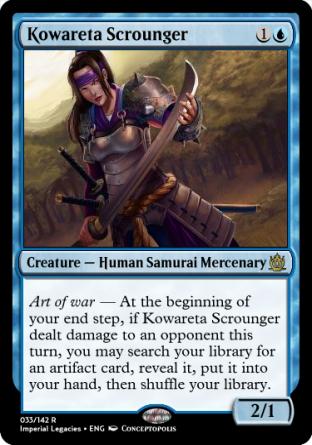 Kowareta Scrounger 1
Creature — Human Samurai Mercenary
Art of war — At the beginning of
your end step, if Kowareta Scrounger
dealt damage to an opponent this
turn, you may search your library for
an artifact card, reveal it, put it into
your hand, then shuffle your library.
2/1
033/142 R
Imperial Legacies • ENG Conceptopolis